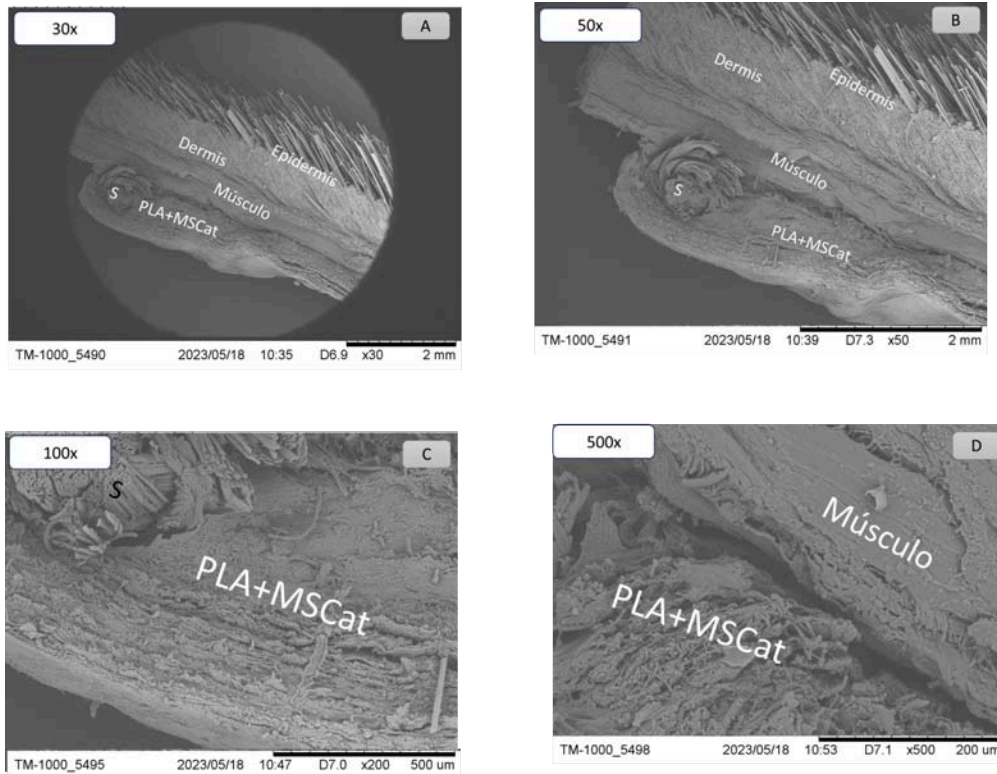 30x
A
Dermis
Epidermis
Músculo
S
PLA+MSCat
TM-1000_5490 2023/05/18 10:35 D6.9 x30 2 mm
50x
B
Dermis
Epidermis
Músculo
S
PLA+MSCat
TM-1000_5491 2023/05/18 10:39 D7.3 x50 2 mm
100x
C
S
PLA+MSCat
TM-1000_5495 2023/05/18 10:47 D7.0 x200 500 um
500x
D
Músculo
PLA+MSCat
TM-1000_5498 2023/05/18 10:53 D7.1 x500 200 um